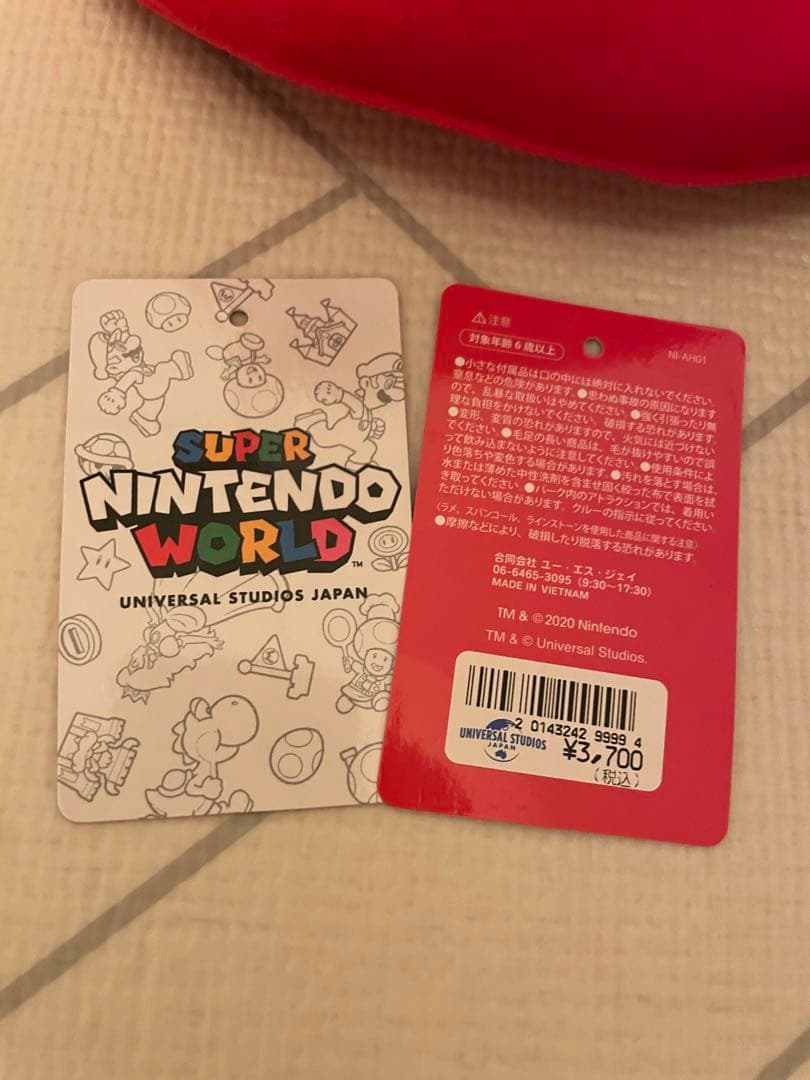 SUPER
NINTENDO
WORLD™
UNIVERSAL STUDIOS JAPAN
⚠注意
対象年齢6歳以上
NI-AH01
●小さな付属品は口の中には絶対に入れないでください。
窒息などの危険があります。●思わぬ事故の原因になります
ので、乱暴な取扱いはやめてください。●強く引張ったり無
理な負担をかけないでください。破損する恐れがあります。
●変形、変質の恐れがありますので、火気には近づけない
でください。●毛足の長い商品は、毛が抜けやすいので誤
って飲み込まないように注意してください。●使用条件によ
り色落ちや変色する場合があります。●汚れを落とす場合は、
水または薄めた中性洗剤を含ませ固く絞った布で表面を拭
き取ってください。●パーク内のアトラクションでは、着用い
ただけない場合があります。クルーの指示に従ってください。
(ラメ、スパンコール、ラインストーンを使用した商品に関する注意)
●摩擦などにより、破損したり脱落する恐れがあります。
合同会社 ユー・エス・ジェイ
06-6465-3095 (9:30〜17:30)
MADE IN VIETNAM
TM & ©2020 Nintendo
TM & © Universal Studios.
2 0143242 9999 4
UNIVERSAL STUDIOS
JAPAN
¥3,700
(税込)